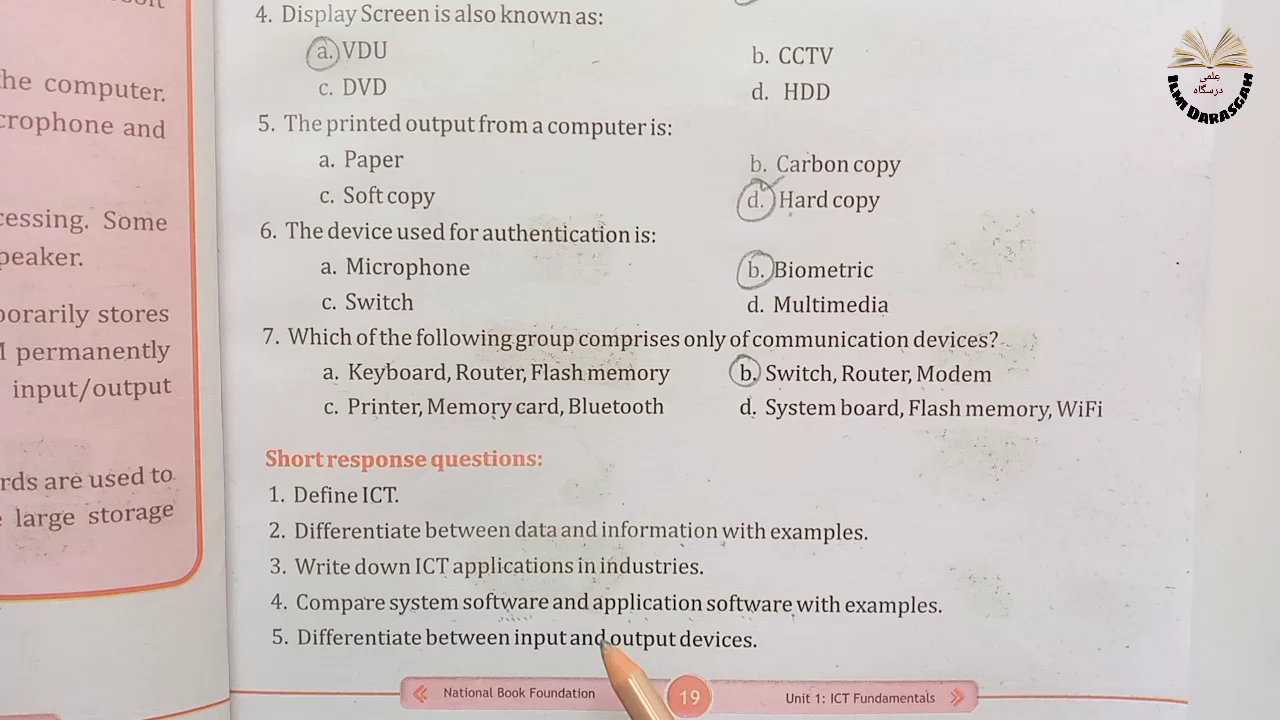 he computer.
crophone and
cessing. Some
peaker.
porarily stores
permanently
input/output
rds are used to
large storage
4. Display Screen is also known as:
a. VDU
b. CCTV
c. DVD
d. HDD
5. The printed output from a computer is:
a. Paper
b. Carbon copy
c. Soft copy
d. Hard copy
6. The device used for authentication is:
a. Microphone
b. Biometric
c. Switch
d. Multimedia
7. Which of the following group comprises only of communication devices?
a. Keyboard, Router, Flash memory
b. Switch, Router, Modem
c. Printer, Memory card, Bluetooth
d. System board, Flash memory, WiFi
Short response questions:
1. Define ICT.
2. Differentiate between data and information with examples.
3. Write down ICT applications in industries.
4. Compare system software and application software with examples.
5. Differentiate between input and output devices.
National Book Foundation
19
Unit 1: ICT Fundamentals
علمی
درسگاہ
ILMI DARASGAH